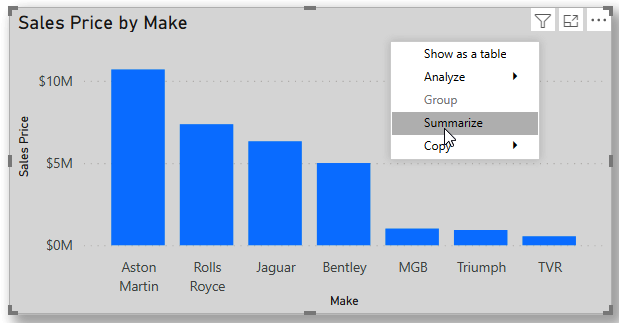 Sales Price by Make
Show as a table
Analyze
Group
Summarize
Copy
Sales Price
$10M
$5M
$0M
Aston Martin
Rolls Royce
Jaguar
Bentley
MGB
Triumph
TVR
Make